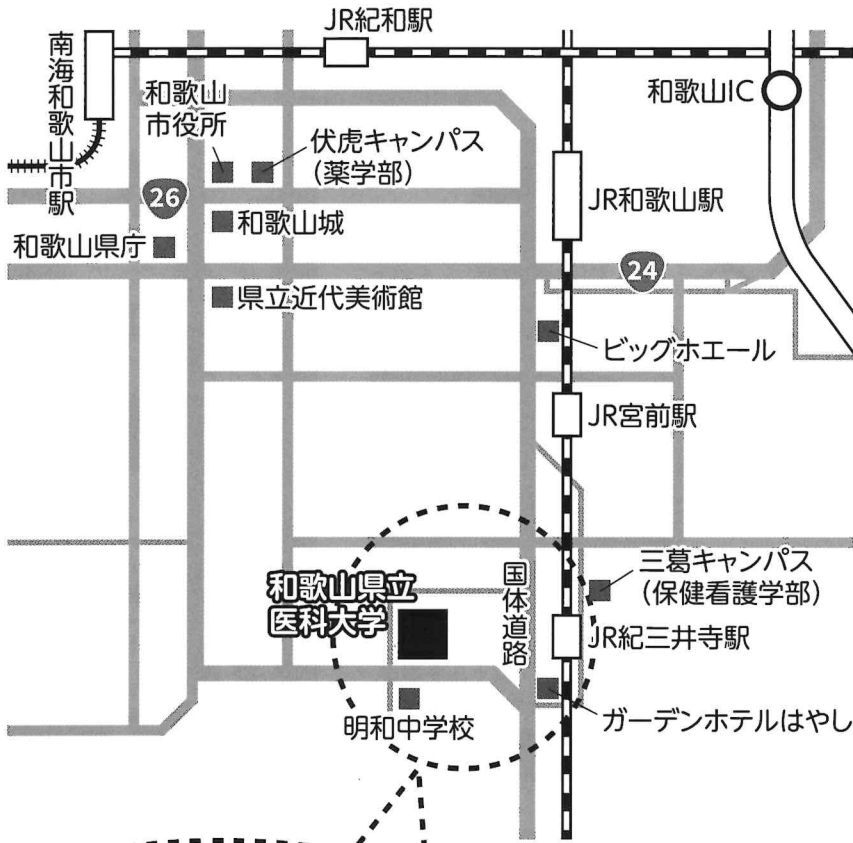 JR紀和駅
南海和歌山市駅
和歌山
市役所
伏虎キャンパス
(薬学部)
和歌山IC
26
和歌山城
JR和歌山駅
和歌山県庁
24
県立近代美術館
ビッグホエール
JR宮前駅
国体道路
三葛キャンパス
(保健看護学部)
和歌山県立
医科大学
JR紀三井寺駅
明和中学校
ガーデンホテルはやし